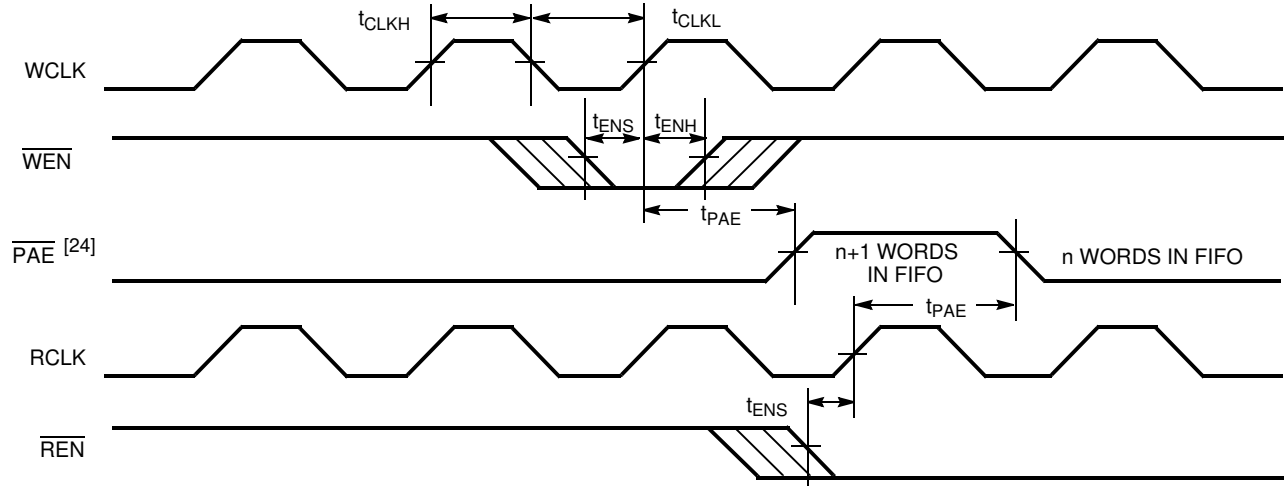 tCLKH
tCLKL
WCLK
tENS
tENH
WEN
tPAE
PAE [24]
n+1 WORDS
IN FIFO
n WORDS IN FIFO
tPAE
RCLK
tENS
REN